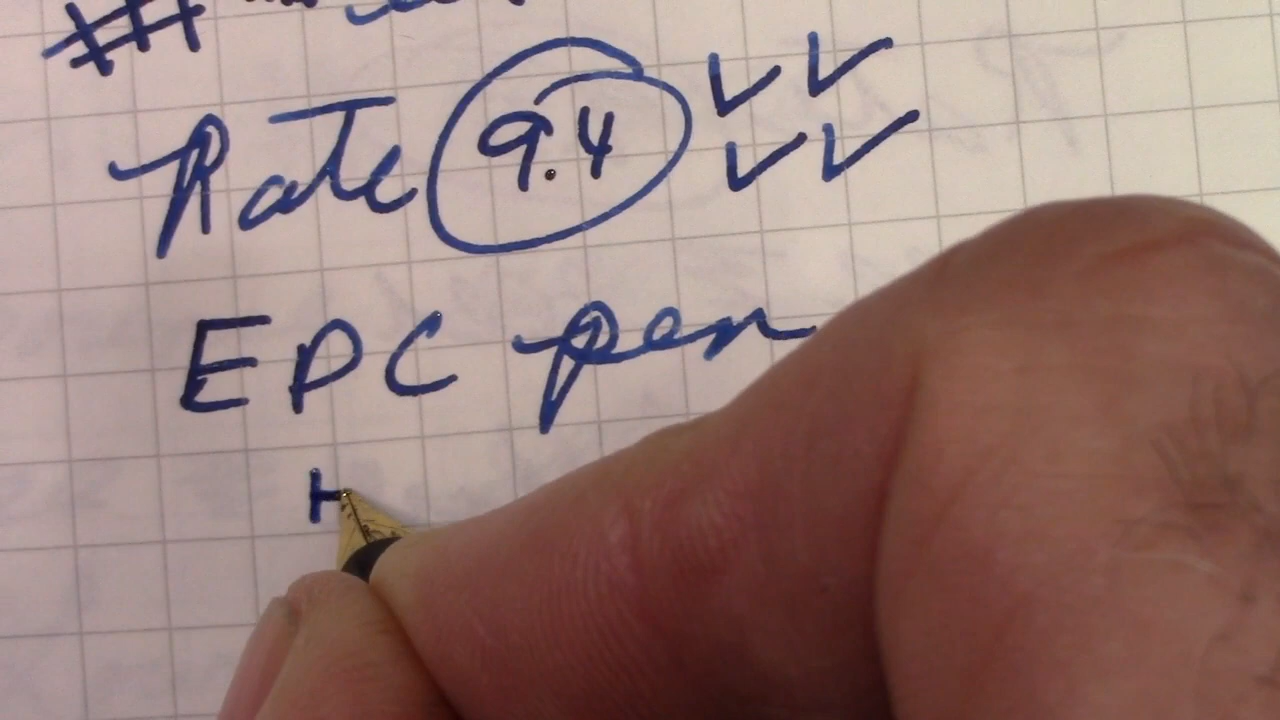 ##
Rate 9.4 ✓✓ ✓✓
EPC pen